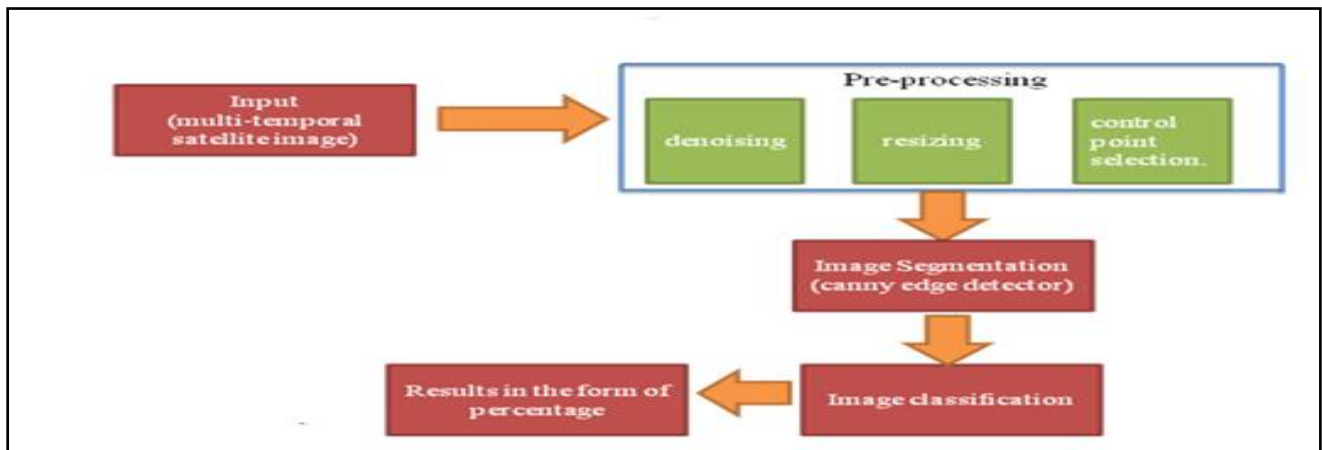 Input
(multi-temporal
satellite image)
Pre-processing
denoising
resizing
control
point
selection.
Image Segmentation
(canny edge detector)
Image classification
Results in the form of
percentage